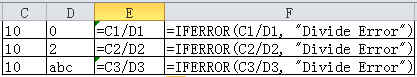 C D E F
10 0 =C1/D1 =IFERROR(C1/D1, "Divide Error")
10 2 =C2/D2 =IFERROR(C2/D2, "Divide Error")
10 abc =C3/D3 =IFERROR(C3/D3, "Divide Error")